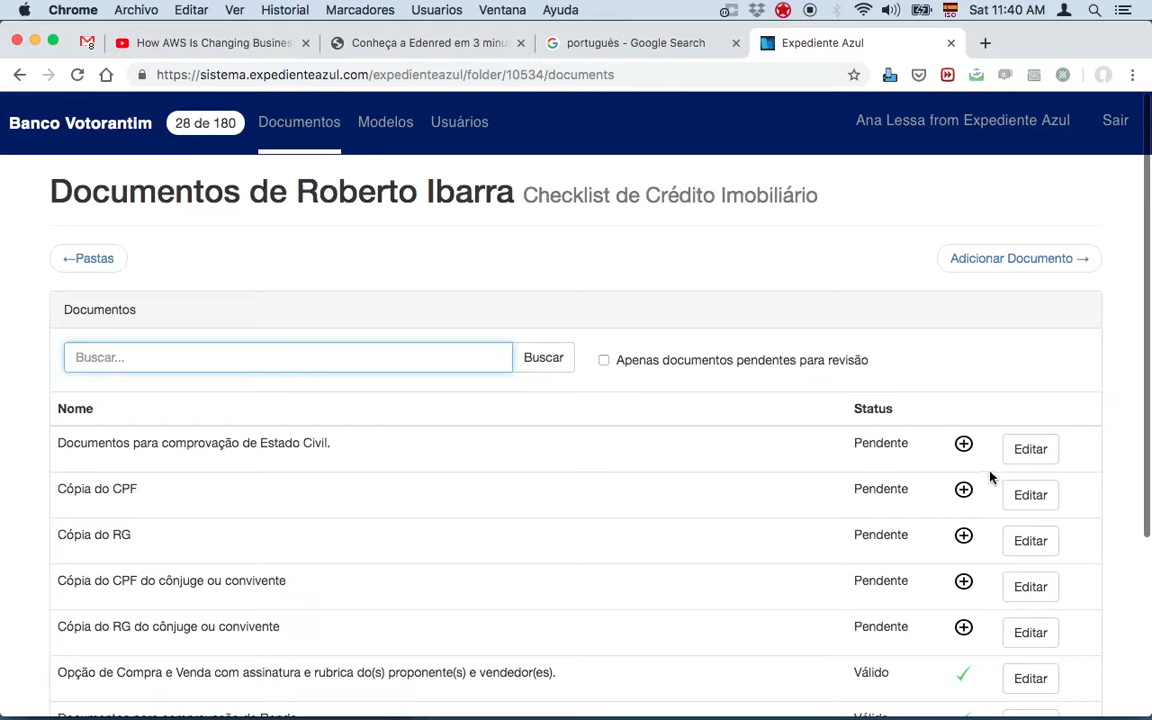 Chrome Archivo Editar Ver Historial Marcadores Usuarios Ventana Ayuda Sat 11:40 AM
8 How AWS Is Changing Busines Conheça a Edenred em 3 minu português - Google Search Expediente Azul
https://sistema.expedienteazul.com/expedienteazul/folder/10534/documents
Banco Votorantim 28 de 180 Documentos Modelos Usuários Ana Lessa from Expediente Azul Sair
Documentos de Roberto Ibarra Checklist de Crédito Imobiliário
←Pastas Adicionar Documento →
Documentos
Buscar... Buscar Apenas documentos pendentes para revisão
Nome Status
Documentos para comprovação de Estado Civil. Pendente Editar
Cópia do CPF Pendente Editar
Cópia do RG Pendente Editar
Cópia do CPF do cônjuge ou convivente Pendente Editar
Cópia do RG do cônjuge ou convivente Pendente Editar
Opção de Compra e Venda com assinatura e rubrica do(s) proponente(s) e vendedor(es). Válido Editar